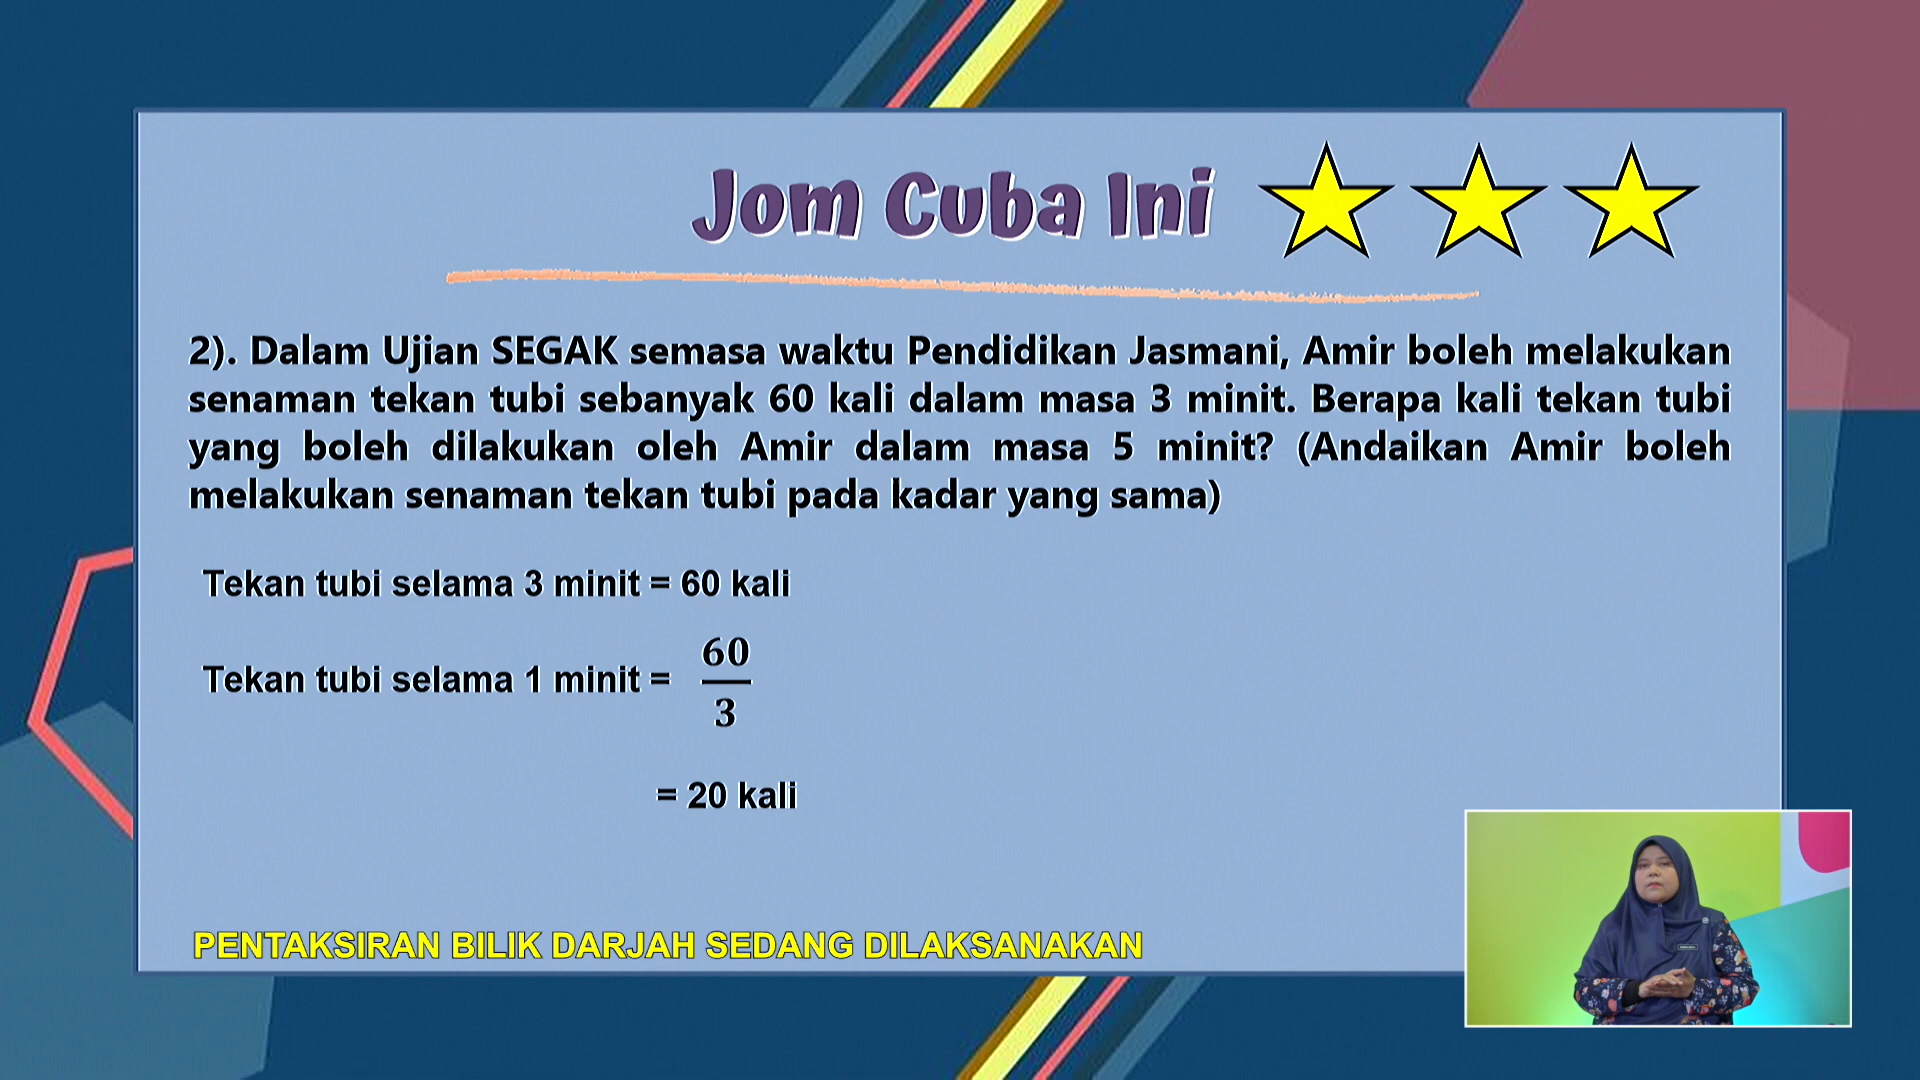 Jom Cuba Ini
2). Dalam Ujian SEGAK semasa waktu Pendidikan Jasmani, Amir boleh melakukan
senaman tekan tubi sebanyak 60 kali dalam masa 3 minit. Berapa kali tekan tubi
yang boleh dilakukan oleh Amir dalam masa 5 minit? (Andaikan Amir boleh
melakukan senaman tekan tubi pada kadar yang sama)
Tekan tubi selama 3 minit = 60 kali
Tekan tubi selama 1 minit = 60/3
= 20 kali
PENTAKSIRAN BILIK DARJAH SEDANG DILAKSANAKAN